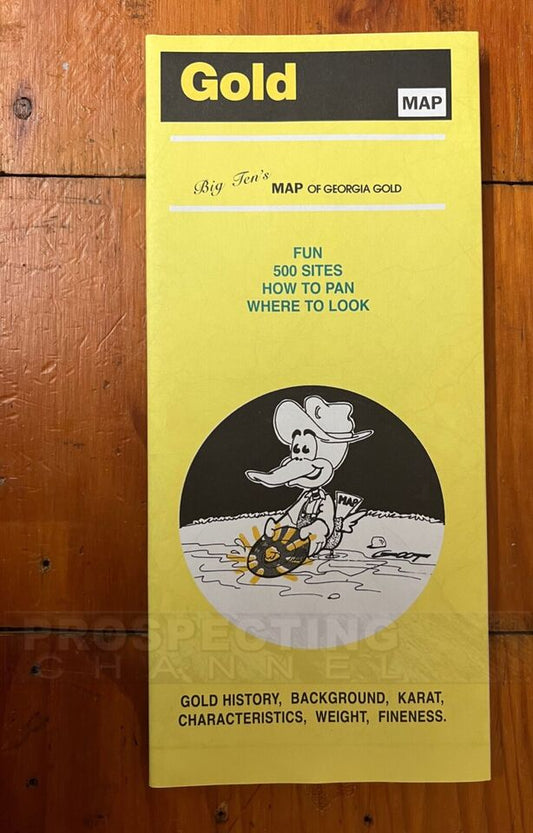 Gold
MAP
Big Ten's MAP OF GEORGIA GOLD
FUN
500 SITES
HOW TO PAN
WHERE TO LOOK
MAP
GOOT
PROSPECTING
CHANNEL
GOLD HISTORY, BACKGROUND, KARAT,
CHARACTERISTICS, WEIGHT, FINENESS.